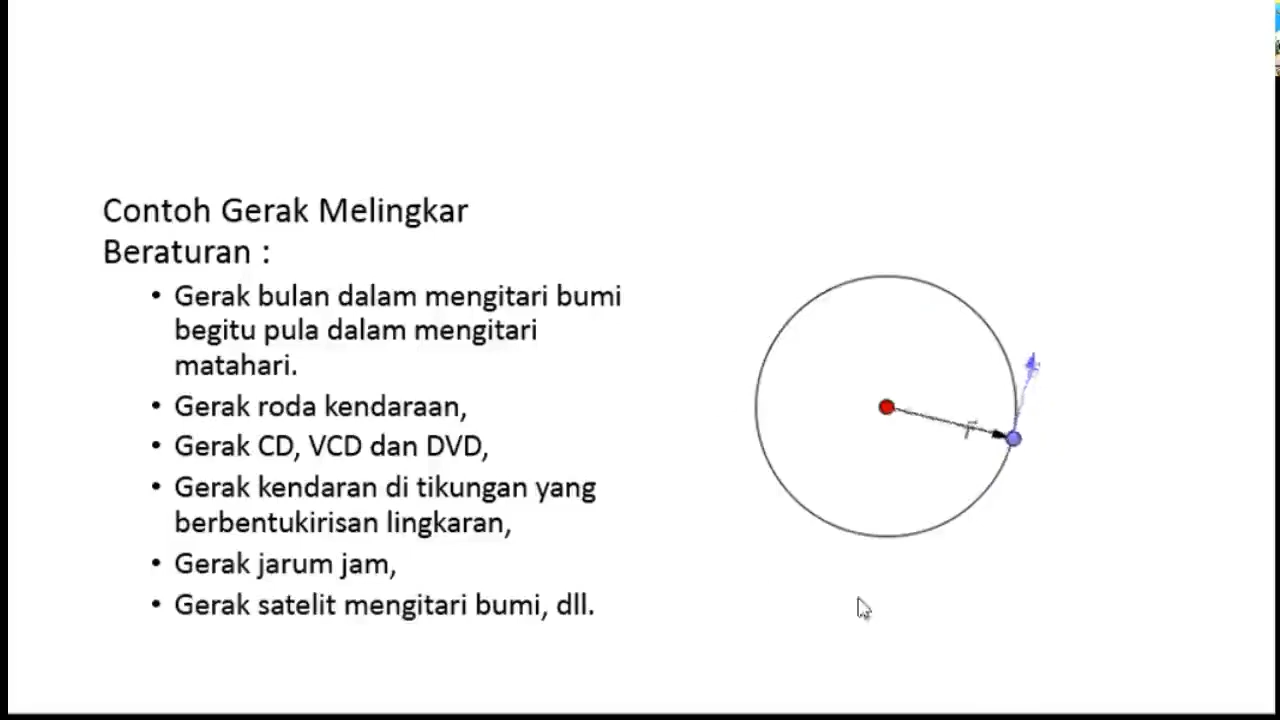 Contoh Gerak Melingkar
Beraturan :
• Gerak bulan dalam mengitari bumi
begitu pula dalam mengitari
matahari.
• Gerak roda kendaraan,
• Gerak CD, VCD dan DVD,
• Gerak kendaran di tikungan yang
berbentukirisan lingkaran,
• Gerak jarum jam,
• Gerak satelit mengitari bumi, dll.
r